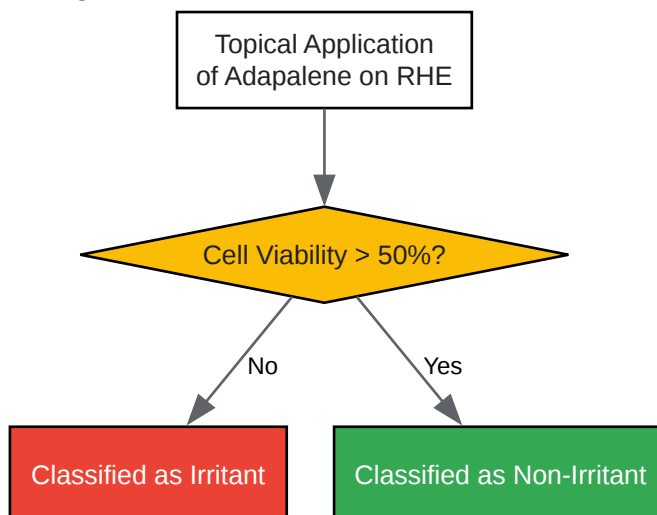 Topical Application
of Adapalene on RHE
Cell Viability > 50%?
No
Yes
Classified as Irritant
Classified as Non-Irritant